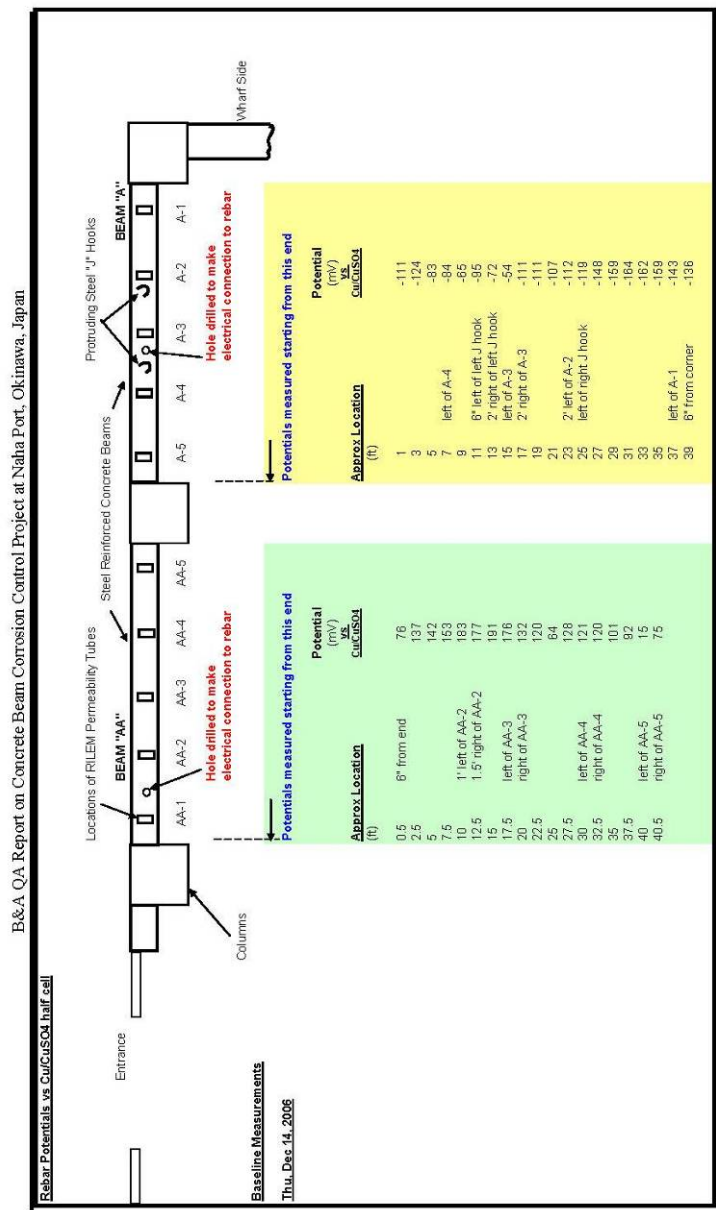 B&A QA Report on Concrete Beam Corrosion Control Project at Naha Port, Okinawa, Japan
Rebar Potentials vs Cu/CuSO4 half cell
Entrance
Columns
Locations of RILEM Permeability Tubes
Steel Reinforced Concrete Beams
Protruding Steel "J" Hooks
BEAM "AA"
BEAM "A"
Wharf Side
AA-1 AA-2 AA-3 AA-4 AA-5 A-5 A-4 A-3 A-2 A-1
Hole drilled to make
electrical connection to rebar
Hole drilled to make
electrical connection to rebar
Baseline Measurements
Thu, Dec 14, 2006
Potentials measured starting from this end
Approx Location
(ft)
Potential
(mV)
vs
Cu/CuSO4
0.5 6" from end 76
2.5 137
5 142
7.5 153
10 1' left of AA-2 183
12.5 1.5' right of AA-2 177
15 191
17.5 left of AA-3 176
20 right of AA-3 132
22.5 120
25 64
27.5 128
30 left of AA-4 121
32.5 right of AA-4 120
35 101
37.5 92
40 left of AA-5 15
40.5 right of AA-5 75
Potentials measured starting from this end
Approx Location
(ft)
Potential
(mV)
vs
Cu/CuSO4
1 -111
3 -124
5 -83
7 left of A-4 -84
9 -65
11 6" left of left J hook -95
13 2' right of left J hook -72
15 left of A-3 -54
17 2' right of A-3 -111
19 -111
21 -107
23 2' left of A-2 -112
25 left of right J hook -119
27 -148
29 -159
31 -164
33 -162
35 -159
37 left of A-1 -143
39 6" from corner -136